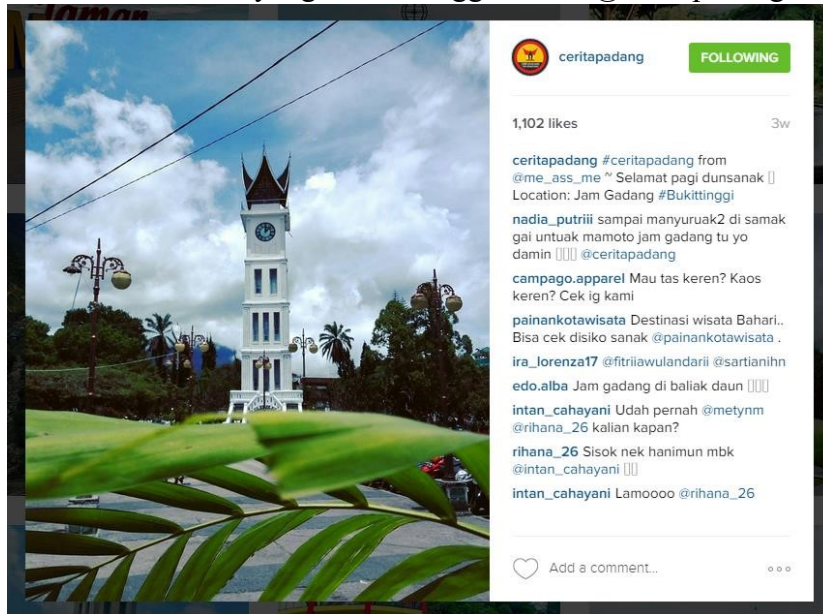 Taman
ceritapadang
FOLLOWING
1,102 likes
3w
ceritapadang #ceritapadang from
@me_ass_me ~ Selamat pagi dunsanak
Location: Jam Gadang #Bukittinggi
nadia_putriii sampai manyuruak2 di samak
gai untuak mamoto jam gadang tu yo
damin @ceritapadang
campago.apparel Mau tas keren? Kaos
keren? Cek ig kami
painankotawisata Destinasi wisata Bahari..
Bisa cek disiko sanak @painankotawisata .
ira_lorenza17 @fitriiawulandarii @sartianihn
edo.alba Jam gadang di baliak daun
intan_cahayani Udah pernah @metynm
@rihana_26 kalian kapan?
rihana_26 Sisok nek hanimun mbk
@intan_cahayani
intan_cahayani Lamoooo @rihana_26
Add a comment...